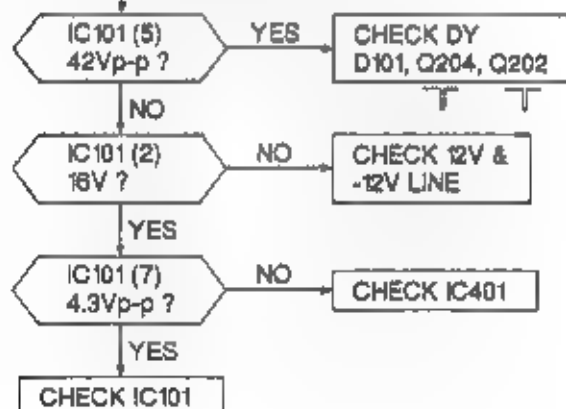 IC101 (5)
42Vp-p ?
YES
CHECK DY
D101, Q204, Q202
NO
IC101 (2)
16V ?
NO
CHECK 12V &
-12V LINE
YES
IC101 (7)
4.3Vp-p ?
NO
CHECK IC401
YES
CHECK IC101